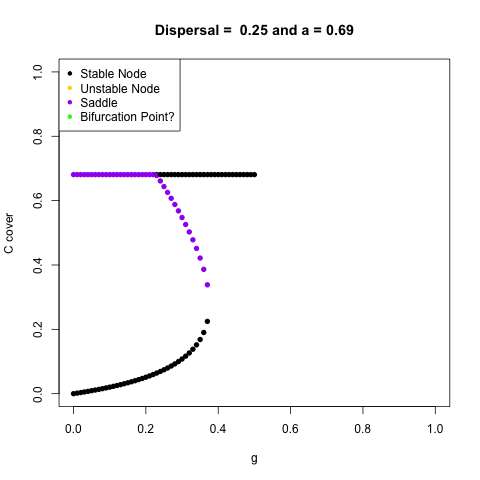 Dispersal =  0.25 and a = 0.69
Stable Node
Unstable Node
Saddle
Bifurcation Point?
C cover
1.0
0.8
0.6
0.4
0.2
0.0
0.0 0.2 0.4 0.6 0.8 1.0
g